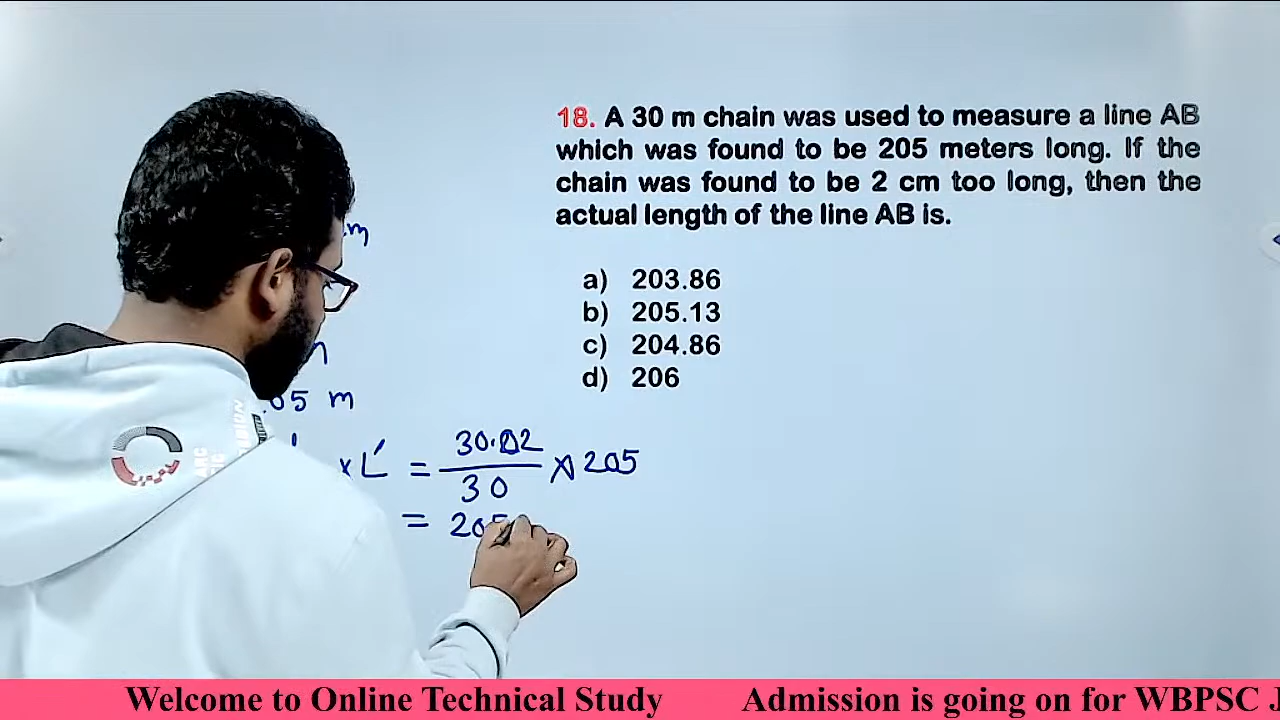 18. A 30 m chain was used to measure a line AB
which was found to be 205 meters long. If the
chain was found to be 2 cm too long, then the
actual length of the line AB is.
a) 203.86
b) 205.13
c) 204.86
d) 206
m
05 m
× L' = 30.02 / 30 × 205
= 205
Welcome to Online Technical Study Admission is going on for WBPSC J